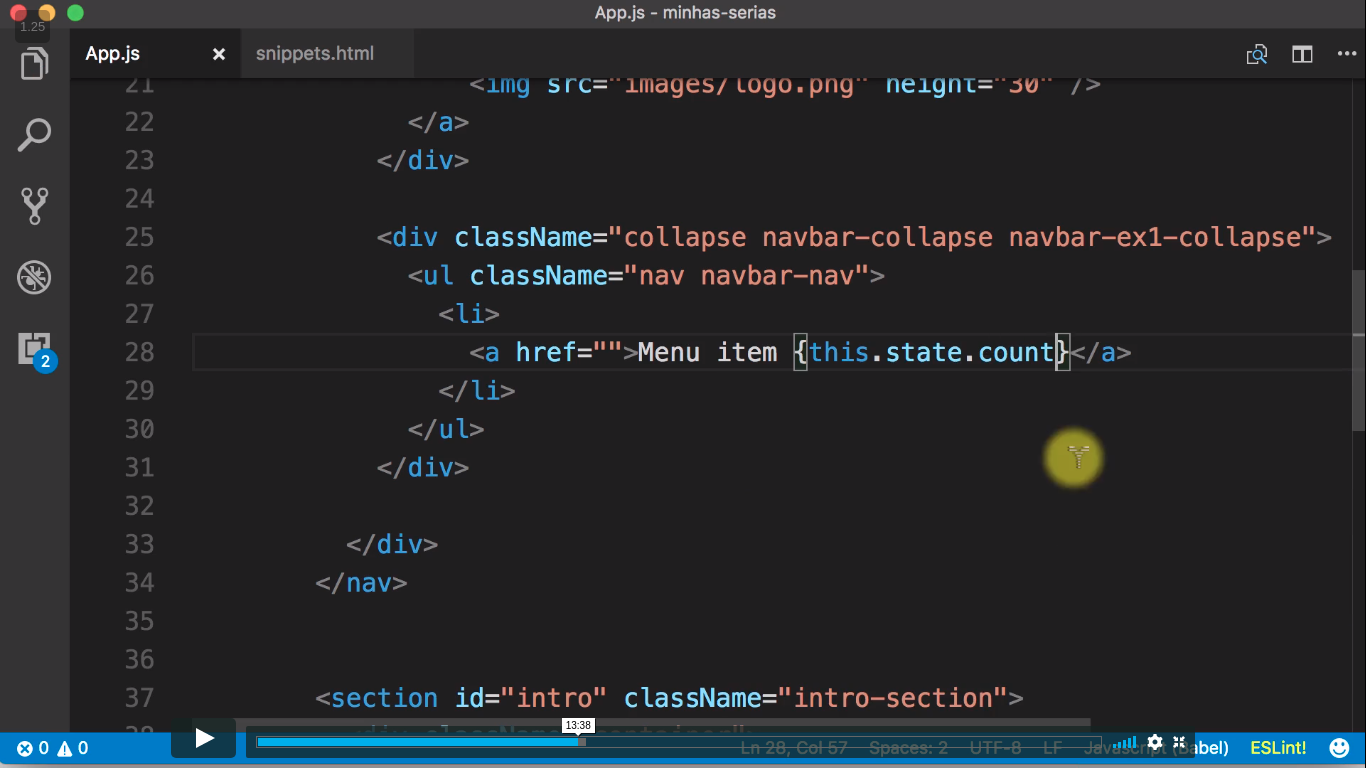 App.js - minhas-serias
1.25
App.js × snippets.html
21 <img src="images/logo.png" height="30" />
22 </a>
23 </div>
24
25 <div className="collapse navbar-collapse navbar-ex1-collapse">
26 <ul className="nav navbar-nav">
27 <li>
28 <a href="">Menu item {this.state.count}</a>
29 </li>
30 </ul>
31 </div>
32
33 </div>
34 </nav>
35
36
37 <section id="intro" className="intro-section">
38 <div className="container">
2
13:38
0 0 Ln 28, Col 57 Spaces: 2 UTF-8 LF Javascript (Babel) ESLint!